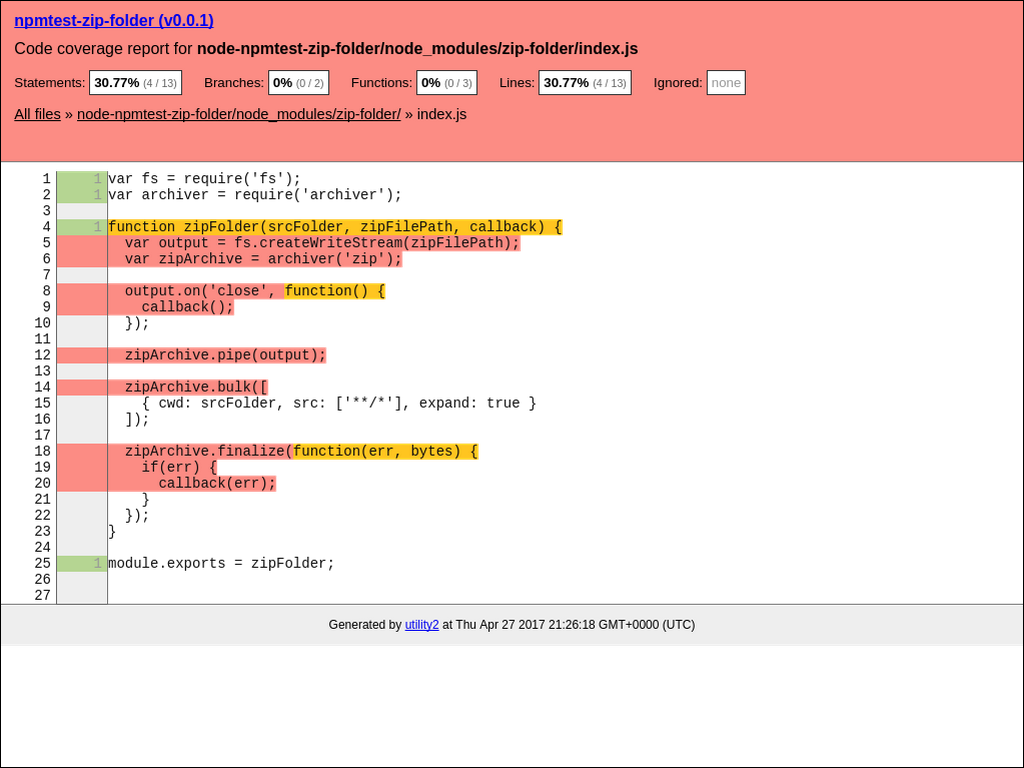 npmtest-zip-folder (v0.0.1)
Code coverage report for node-npmtest-zip-folder/node_modules/zip-folder/index.js
Statements: 30.77% (4 / 13) Branches: 0% (0 / 2) Functions: 0% (0 / 3) Lines: 30.77% (4 / 13) Ignored: none
All files » node-npmtest-zip-folder/node_modules/zip-folder/ » index.js
1 1 var fs = require('fs');
2 1 var archiver = require('archiver');
3
4 1 function zipFolder(srcFolder, zipFilePath, callback) {
5   var output = fs.createWriteStream(zipFilePath);
6   var zipArchive = archiver('zip');
7
8   output.on('close', function() {
9     callback();
10   });
11
12   zipArchive.pipe(output);
13
14   zipArchive.bulk([
15     { cwd: srcFolder, src: ['**/*'], expand: true }
16   ]);
17
18   zipArchive.finalize(function(err, bytes) {
19     if(err) {
20       callback(err);
21     }
22   });
23 }
24
25 1 module.exports = zipFolder;
26
27
Generated by utility2 at Thu Apr 27 2017 21:26:18 GMT+0000 (UTC)